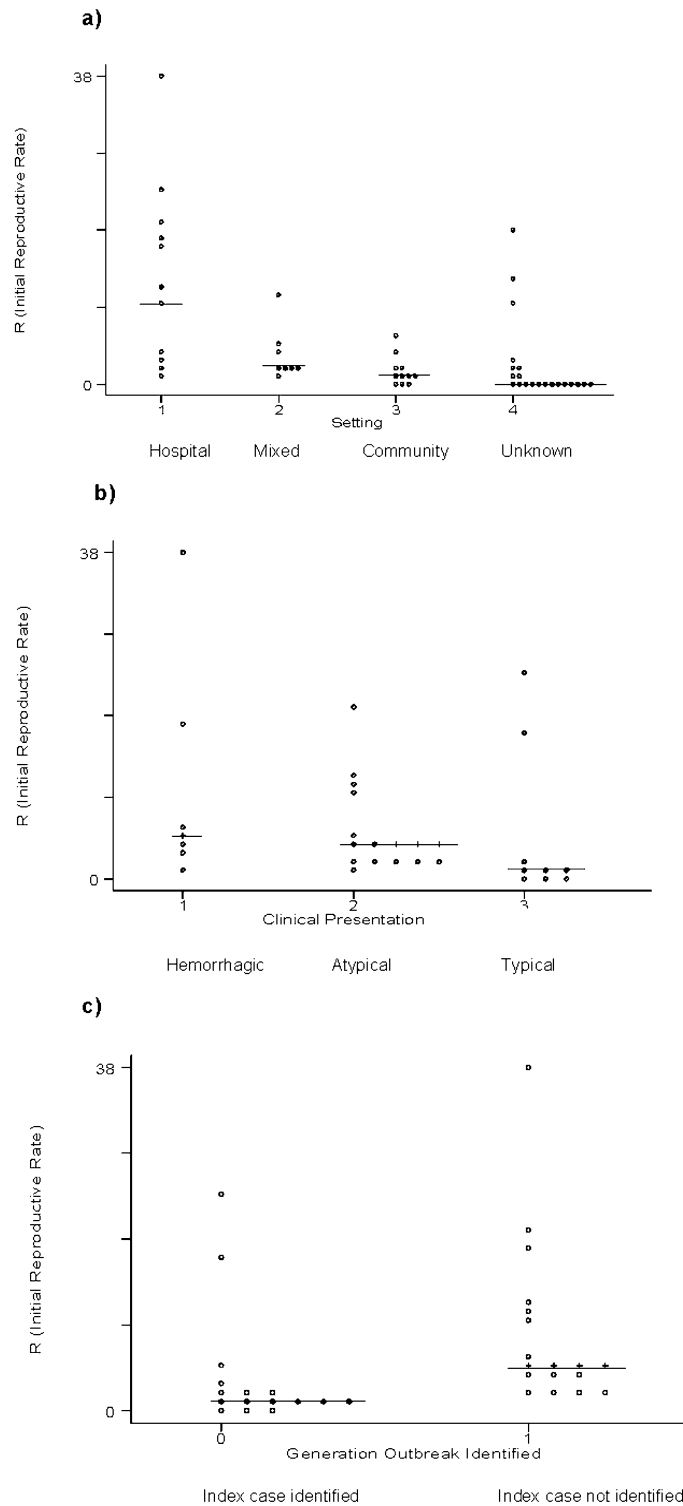 a)
R (Initial Reproductive Rate)
38
0
1 2 3 4
Setting
Hospital Mixed Community Unknown
b)
R (Initial Reproductive Rate)
38
0
1 2 3
Clinical Presentation
Hemorrhagic Atypical Typical
c)
R (Initial Reproductive Rate)
38
0
0 1
Generation Outbreak Identified
Index case identified Index case not identified